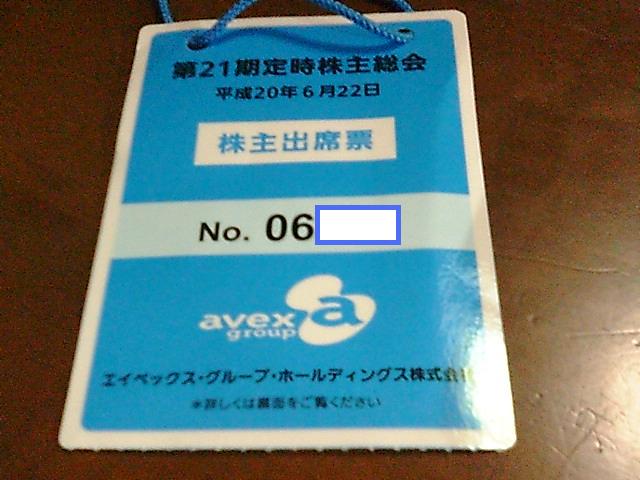 第21期定時株主総会
平成20年6月22日
株主出席票
No. 06
avex
group
a
エイベックス・グループ・ホールディングス株式会社
※詳しくは裏面をご覧ください